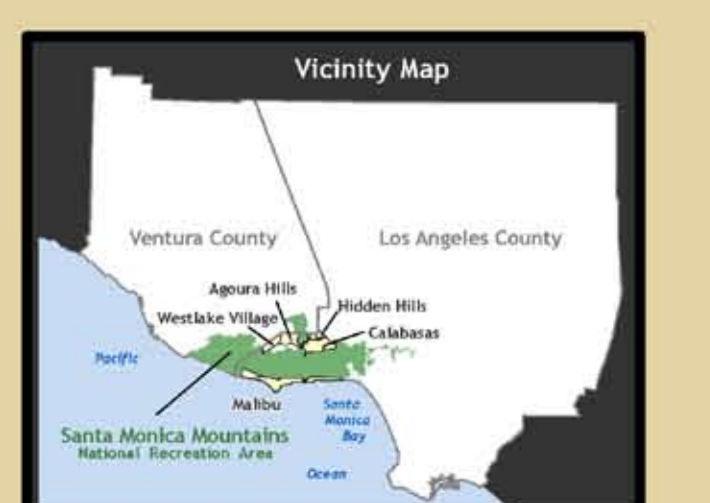 Vicinity Map
Ventura County
Los Angeles County
Agoura Hills
Hidden Hills
Westlake Village
Calabasas
Pacific
Malibu
Santa
Monica
Bay
Santa Monica Mountains
National Recreation Area
Ocean